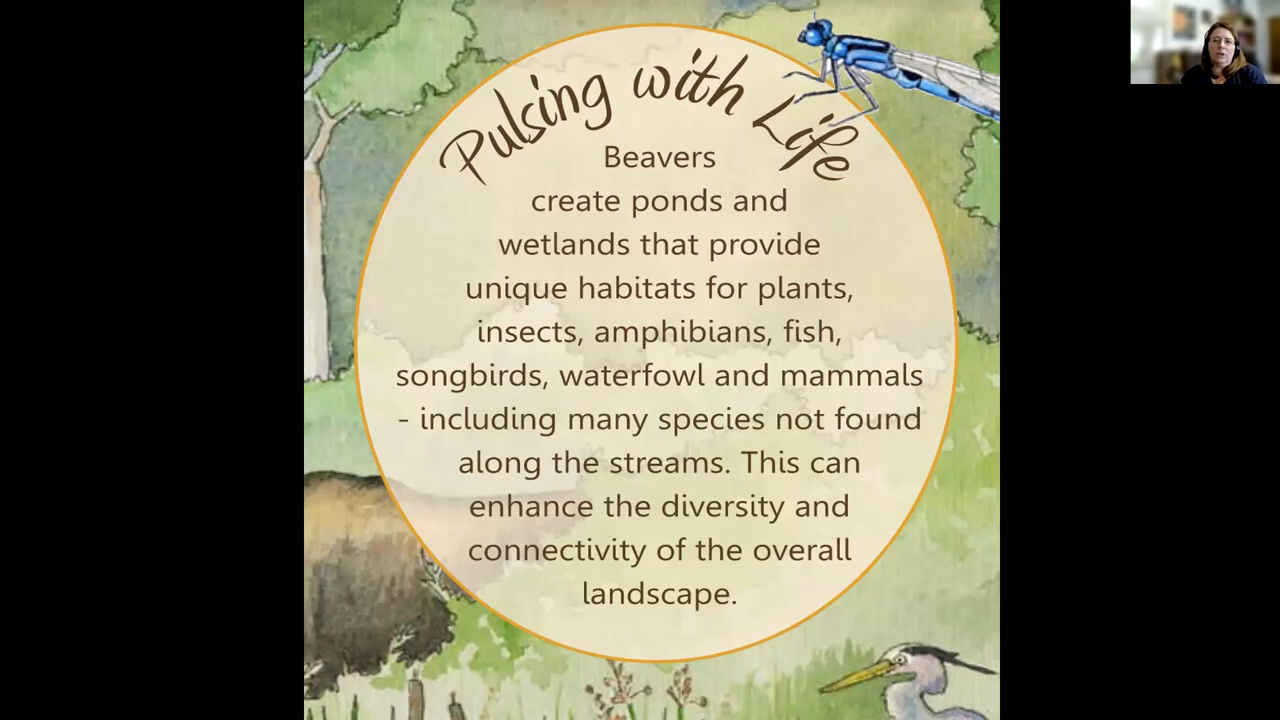 Pulsing with Life
Beavers
create ponds and
wetlands that provide
unique habitats for plants,
insects, amphibians, fish,
songbirds, waterfowl and mammals
- including many species not found
along the streams. This can
enhance the diversity and
connectivity of the overall
landscape.